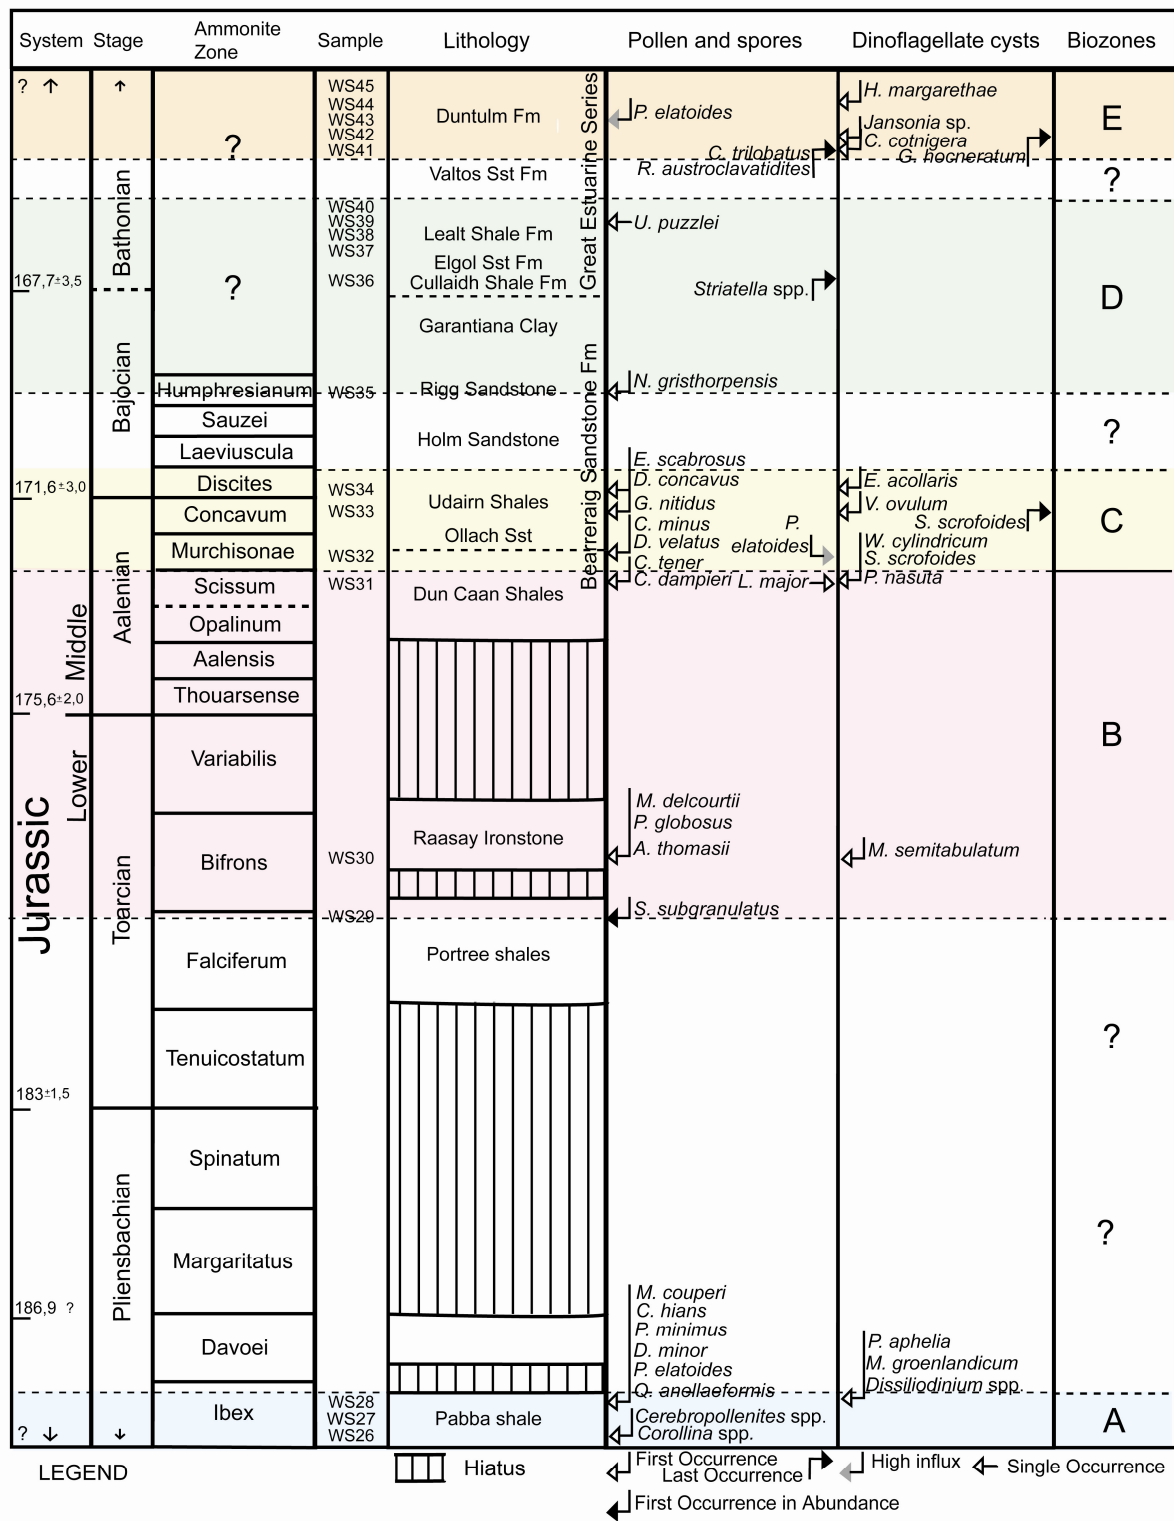 System Stage Ammonite Zone Sample Lithology Pollen and spores Dinoflagellate cysts Biozones
? ↑
↑
Jurassic
Middle
Lower
167,7±3,5
171,6±3,0
175,6±2,0
183±1,5
186,9 ?
? ↓
↓
Bathonian
Bajocian
Aalenian
Toarcian
Pliensbachian
?
?
Humphresianum
Sauzei
Laeviuscula
Discites
Concavum
Murchisonae
Scissum
Opalinum
Aalensis
Thouarsense
Variabilis
Bifrons
Falciferum
Tenuicostatum
Spinatum
Margaritatus
Davoei
Ibex
WS45
WS44
WS43
WS42
WS41
WS40
WS39
WS38
WS37
WS36
WS35
WS34
WS33
WS32
WS31
WS30
WS29
WS28
WS27
WS26
Duntulm Fm
Valtos Sst Fm
Lealt Shale Fm
Elgol Sst Fm
Cullaidh Shale Fm
Garantiana Clay
Rigg Sandstone
Holm Sandstone
Udairn Shales
Ollach Sst
Dun Caan Shales
Raasay Ironstone
Portree shales
Pabba shale
Great Estuarine Series
Bearreraig Sandstone Fm
P. elatoides
C. trilobatus
R. austroclavatidites
U. puzzlei
Striatella spp.
N. gristhorpensis
E. scabrosus
D. concavus
G. nitidus
C. minus
D. velatus
P.
elatoides
C. tener
C. dampieri L. major
M. delcourtii
P. globosus
A. thomasii
S. subgranulatus
M. couperi
C. hians
P. minimus
D. minor
P. elatoides
Q. anellaeformis
Cerebropollenites spp.
Corollina spp.
H. margarethae
Jansonia sp.
C. cotnigera
G. hocneratum
E. acollaris
V. ovulum
S. scrofoides
W. cylindricum
S. scrofoides
P. nasuta
M. semitabulatum
P. aphelia
M. groenlandicum
Dissiliodinium spp.
E
?
D
?
C
B
?
?
A
LEGEND
Hiatus
First Occurrence
Last Occurrence
High influx
Single Occurrence
First Occurrence in Abundance